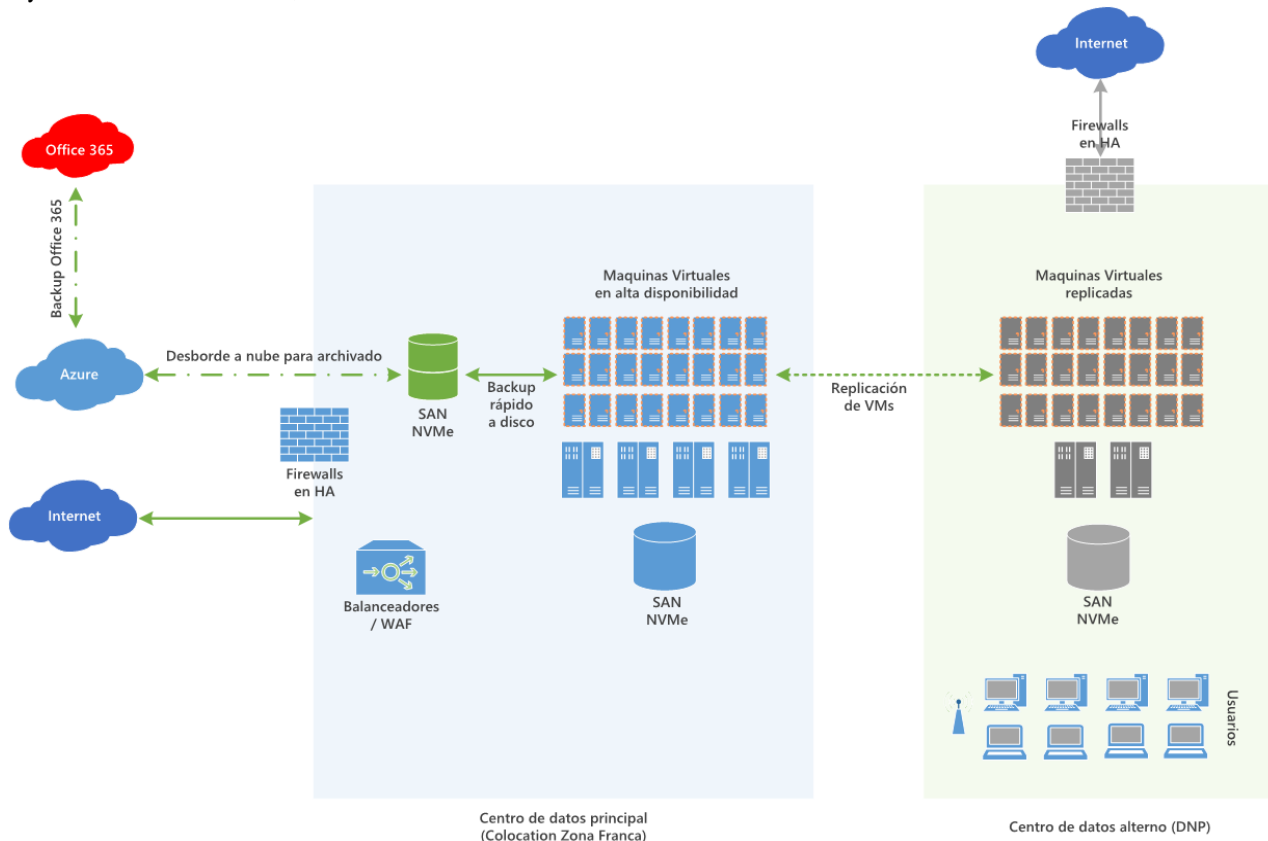 Internet
Firewalls
en HA
Office 365
Backup Office 365
Maquinas Virtuales
en alta disponibilidad
Maquinas Virtuales
replicadas
Azure
Desborde a nube para archivado
SAN
NVMe
Backup
rápido
a disco
Replicación
de VMs
Firewalls
en HA
Internet
Balanceadores
/ WAF
SAN
NVMe
SAN
NVMe
Usuarios
Centro de datos principal
(Colocation Zona Franca)
Centro de datos alterno (DNP)